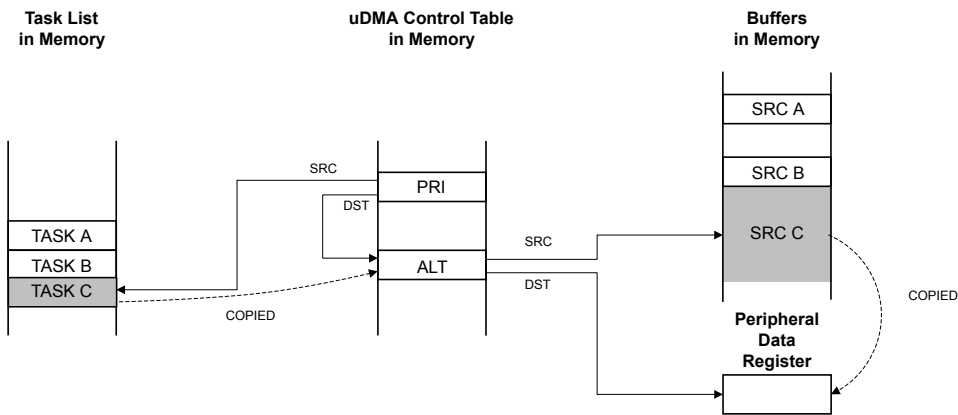 Task List
in Memory
uDMA Control Table
in Memory
Buffers
in Memory
SRC A
SRC
PRI
SRC B
DST
TASK A
SRC C
SRC
TASK B
ALT
TASK C
DST
COPIED
COPIED
Peripheral
Data
Register